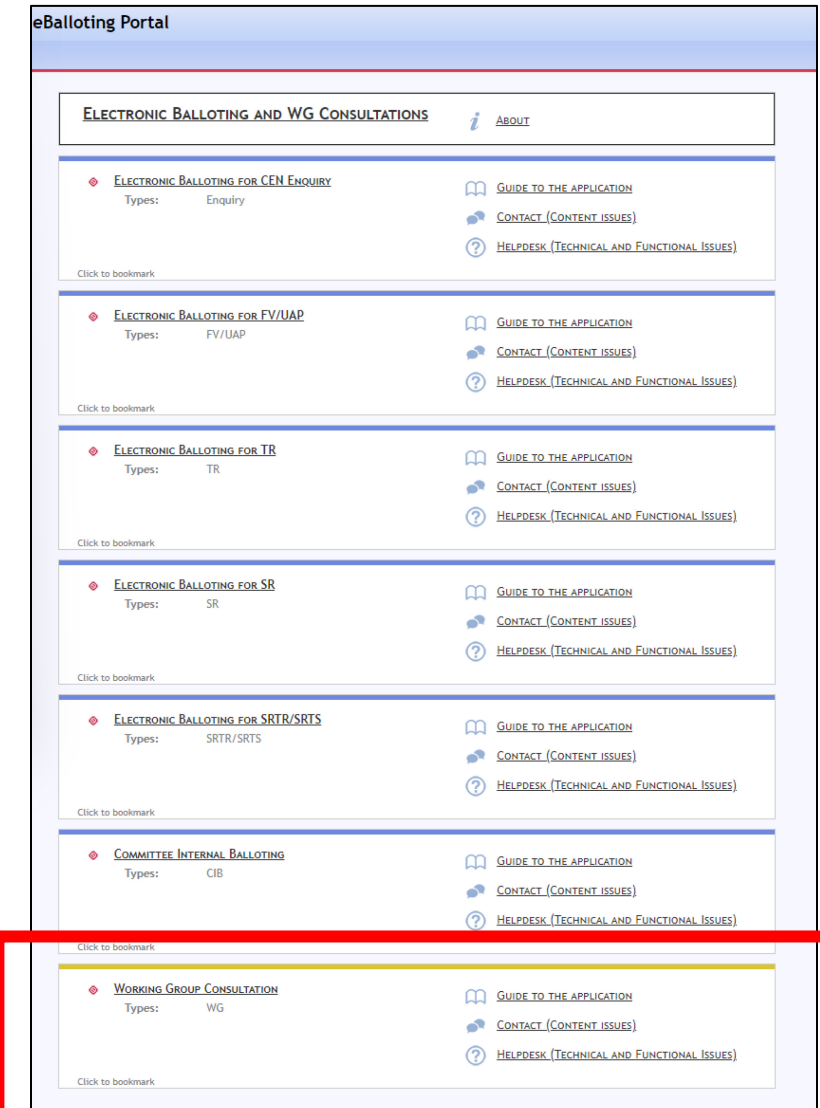 eBalloting Portal
Electronic Balloting and WG Consultations
About
Electronic Balloting for CEN Enquiry
Types: Enquiry
Guide to the application
Contact (Content issues)
Helpdesk (Technical and Functional Issues)
Click to bookmark
Electronic Balloting for FV/UAP
Types: FV/UAP
Guide to the application
Contact (Content issues)
Helpdesk (Technical and Functional Issues)
Click to bookmark
Electronic Balloting for TR
Types: TR
Guide to the application
Contact (Content issues)
Helpdesk (Technical and Functional Issues)
Click to bookmark
Electronic Balloting for SR
Types: SR
Guide to the application
Contact (Content issues)
Helpdesk (Technical and Functional Issues)
Click to bookmark
Electronic Balloting for SRTR/SRTS
Types: SRTR/SRTS
Guide to the application
Contact (Content issues)
Helpdesk (Technical and Functional Issues)
Click to bookmark
Committee Internal Balloting
Types: CIB
Guide to the application
Contact (Content issues)
Helpdesk (Technical and Functional Issues)
Click to bookmark
Working Group Consultation
Types: WG
Guide to the application
Contact (Content issues)
Helpdesk (Technical and Functional Issues)
Click to bookmark